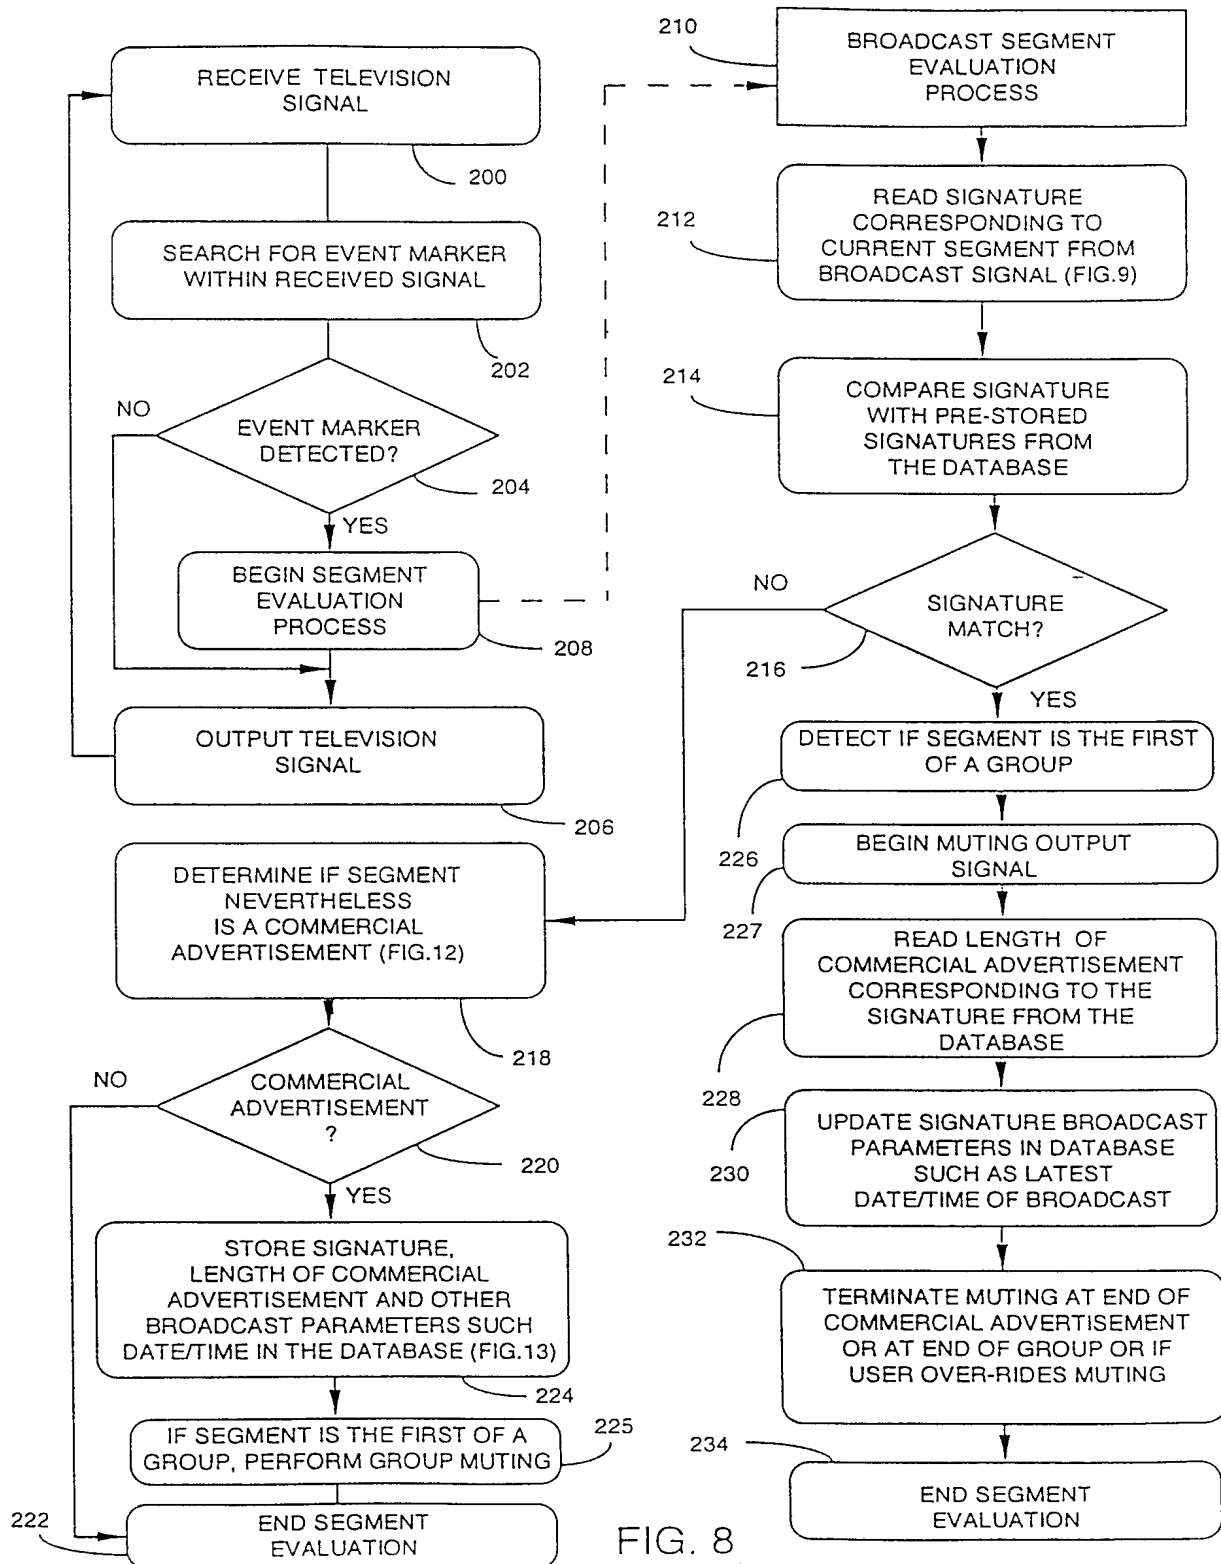 RECEIVE TELEVISION
SIGNAL
200
SEARCH FOR EVENT MARKER
WITHIN RECEIVED SIGNAL
202
NO
EVENT MARKER
DETECTED?
204
YES
BEGIN SEGMENT
EVALUATION
PROCESS
208
OUTPUT TELEVISION
SIGNAL
206
DETERMINE IF SEGMENT
NEVERTHELESS
IS A COMMERCIAL
ADVERTISEMENT (FIG.12)
218
NO
COMMERCIAL
ADVERTISEMENT
?
220
YES
STORE SIGNATURE,
LENGTH OF COMMERCIAL
ADVERTISEMENT AND OTHER
BROADCAST PARAMETERS SUCH
DATE/TIME IN THE DATABASE (FIG.13)
224
IF SEGMENT IS THE FIRST OF A
GROUP, PERFORM GROUP MUTING
225
222
END SEGMENT
EVALUATION
210
BROADCAST SEGMENT
EVALUATION
PROCESS
212
READ SIGNATURE
CORRESPONDING TO
CURRENT SEGMENT FROM
BROADCAST SIGNAL (FIG.9)
214
COMPARE SIGNATURE
WITH PRE-STORED
SIGNATURES FROM
THE DATABASE
NO
SIGNATURE
MATCH?
216
YES
DETECT IF SEGMENT IS THE FIRST
OF A GROUP
226
BEGIN MUTING OUTPUT
SIGNAL
227
READ LENGTH OF
COMMERCIAL ADVERTISEMENT
CORRESPONDING TO THE
SIGNATURE FROM THE
DATABASE
228
UPDATE SIGNATURE BROADCAST
PARAMETERS IN DATABASE
SUCH AS LATEST
DATE/TIME OF BROADCAST
230
232
TERMINATE MUTING AT END OF
COMMERCIAL ADVERTISEMENT
OR AT END OF GROUP OR IF
USER OVER-RIDES MUTING
234
END SEGMENT
EVALUATION
FIG. 8